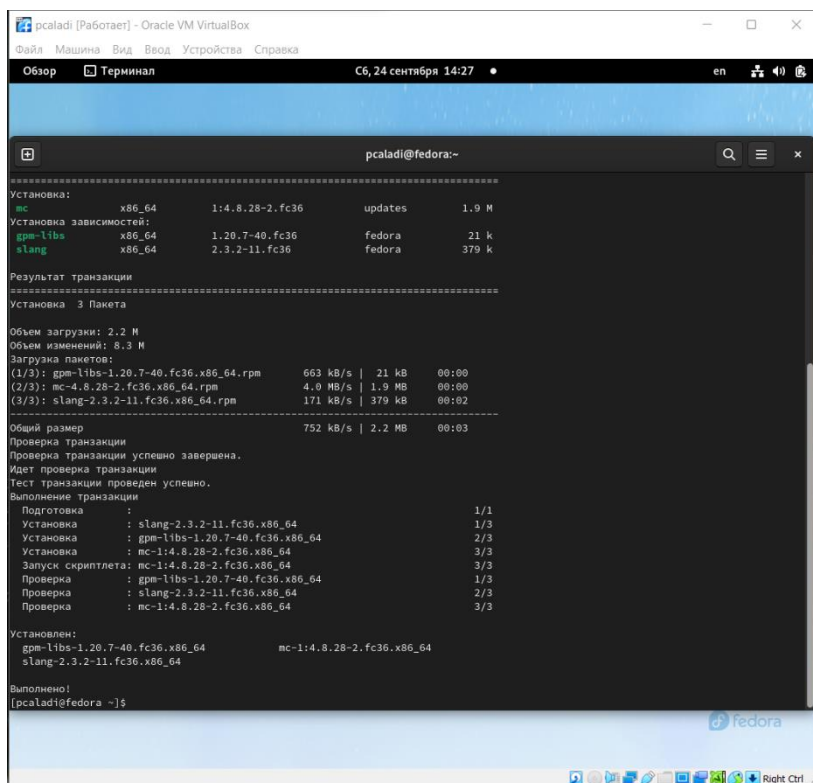 pcaladi [Работает] - Oracle VM VirtualBox
Файл Машина Вид Ввод Устройства Справка
Обзор Терминал Сб, 24 сентября 14:27 en
pcaladi@fedora:~
================================================================================
Установка:
mc x86_64 1:4.8.28-2.fc36 updates 1.9 M
Установка зависимостей:
gpm-libs x86_64 1.20.7-40.fc36 fedora 21 k
slang x86_64 2.3.2-11.fc36 fedora 379 k
Результат транзакции
================================================================================
Установка 3 Пакета
Объем загрузки: 2.2 M
Объем изменений: 8.3 M
Загрузка пакетов:
(1/3): gpm-libs-1.20.7-40.fc36.x86_64.rpm 663 kB/s | 21 kB 00:00
(2/3): mc-4.8.28-2.fc36.x86_64.rpm 4.0 MB/s | 1.9 MB 00:00
(3/3): slang-2.3.2-11.fc36.x86_64.rpm 171 kB/s | 379 kB 00:02
--------------------------------------------------------------------------------
Общий размер 752 kB/s | 2.2 MB 00:03
Проверка транзакции
Проверка транзакции успешно завершена.
Идет проверка транзакции
Тест транзакции проведен успешно.
Выполнение транзакции
Подготовка : 1/1
Установка : slang-2.3.2-11.fc36.x86_64 1/3
Установка : gpm-libs-1.20.7-40.fc36.x86_64 2/3
Установка : mc-1:4.8.28-2.fc36.x86_64 3/3
Запуск скриптлета: mc-1:4.8.28-2.fc36.x86_64 3/3
Проверка : gpm-libs-1.20.7-40.fc36.x86_64 1/3
Проверка : slang-2.3.2-11.fc36.x86_64 2/3
Проверка : mc-1:4.8.28-2.fc36.x86_64 3/3
Установлен:
gpm-libs-1.20.7-40.fc36.x86_64 mc-1:4.8.28-2.fc36.x86_64
slang-2.3.2-11.fc36.x86_64
Выполнено!
[pcaladi@fedora ~]$
fedora
Right Ctrl